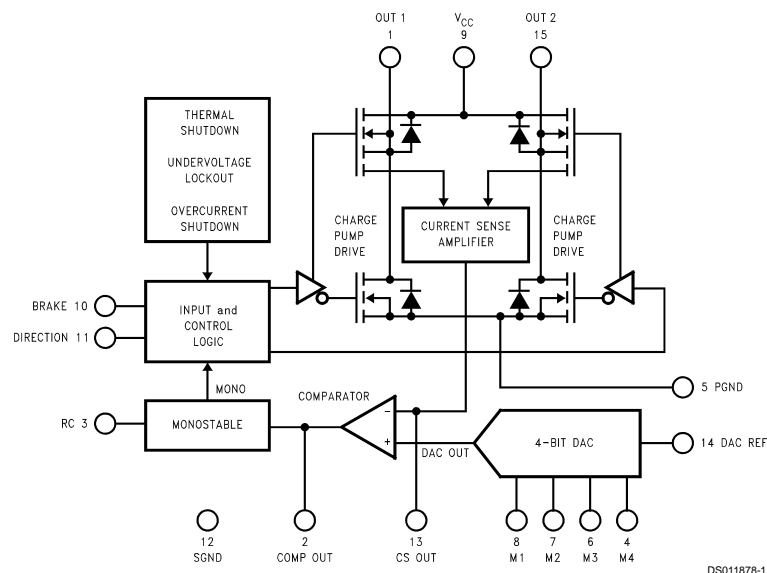 OUT 1
1
VCC
9
OUT 2
15
THERMAL
SHUTDOWN
UNDERVOLTAGE
LOCKOUT
OVERCURRENT
SHUTDOWN
CHARGE
PUMP
DRIVE
CURRENT SENSE
AMPLIFIER
CHARGE
PUMP
DRIVE
BRAKE 10
DIRECTION 11
INPUT and
CONTROL
LOGIC
MONO
COMPARATOR
5 PGND
RC 3
MONOSTABLE
-
+
DAC OUT
4-BIT DAC
14 DAC REF
12
SGND
2
COMP OUT
13
CS OUT
8
M1
7
M2
6
M3
4
M4
DS011878-1